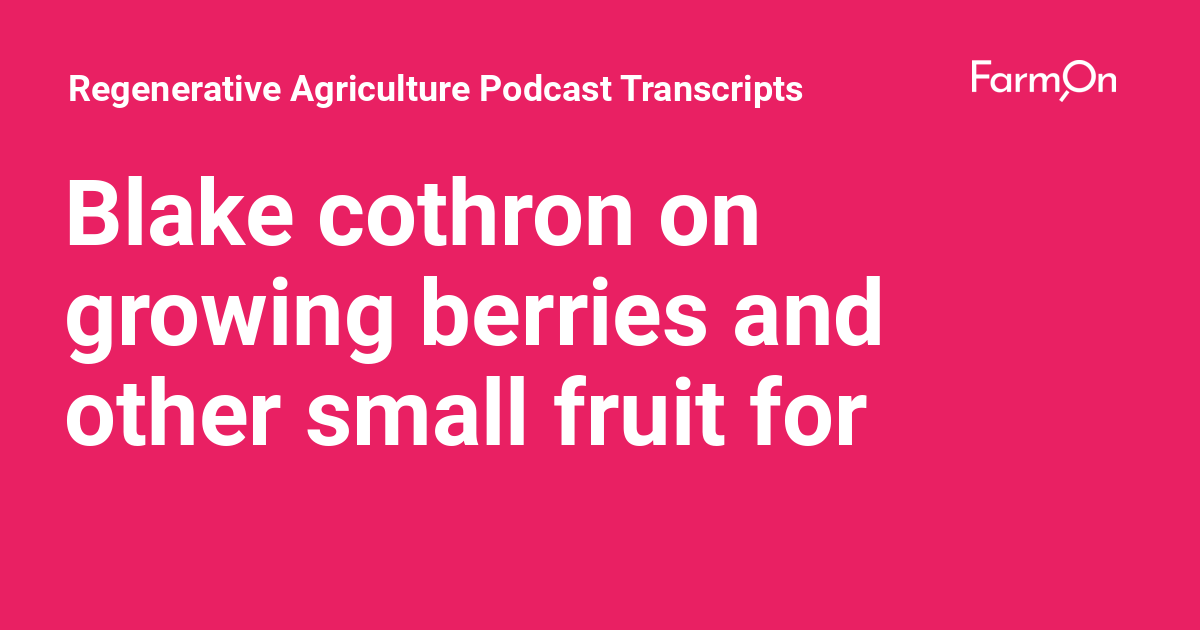 Regenerative Agriculture Podcast Transcripts
FarmOn
Blake cothron on
growing berries and
other small fruit for